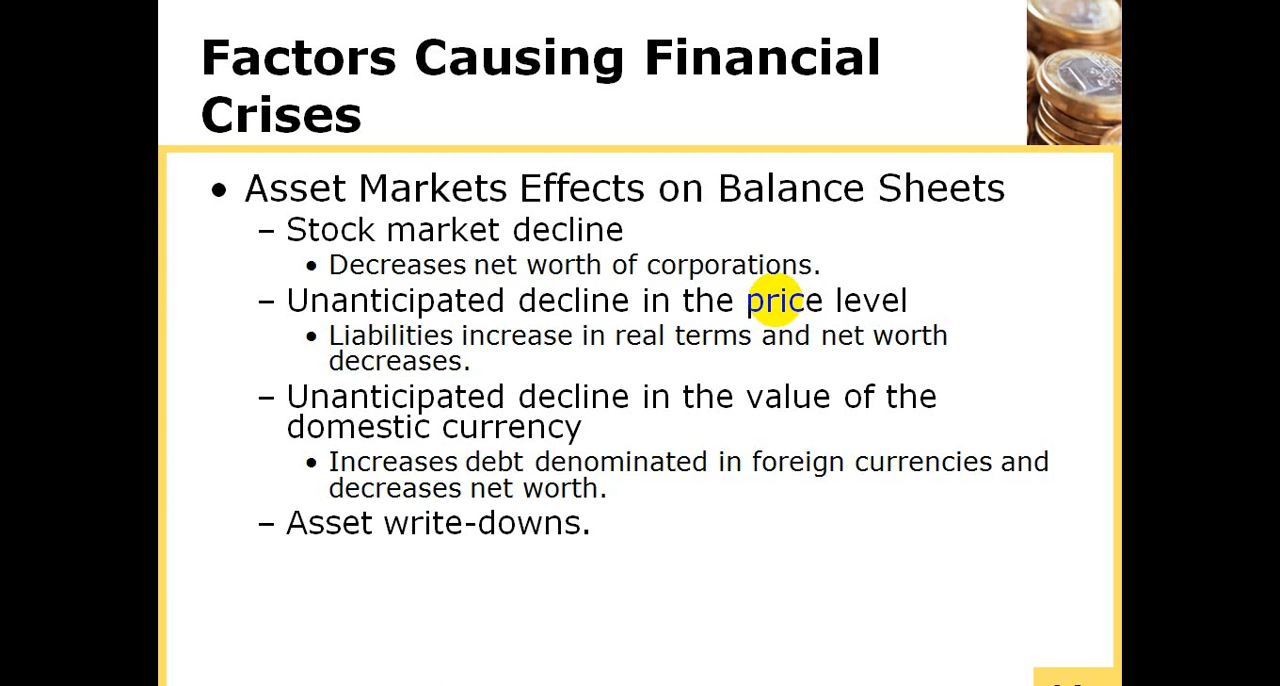 Factors Causing Financial
Crises
• Asset Markets Effects on Balance Sheets
– Stock market decline
• Decreases net worth of corporations.
– Unanticipated decline in the price level
• Liabilities increase in real terms and net worth
decreases.
– Unanticipated decline in the value of the
domestic currency
• Increases debt denominated in foreign currencies and
decreases net worth.
– Asset write-downs.